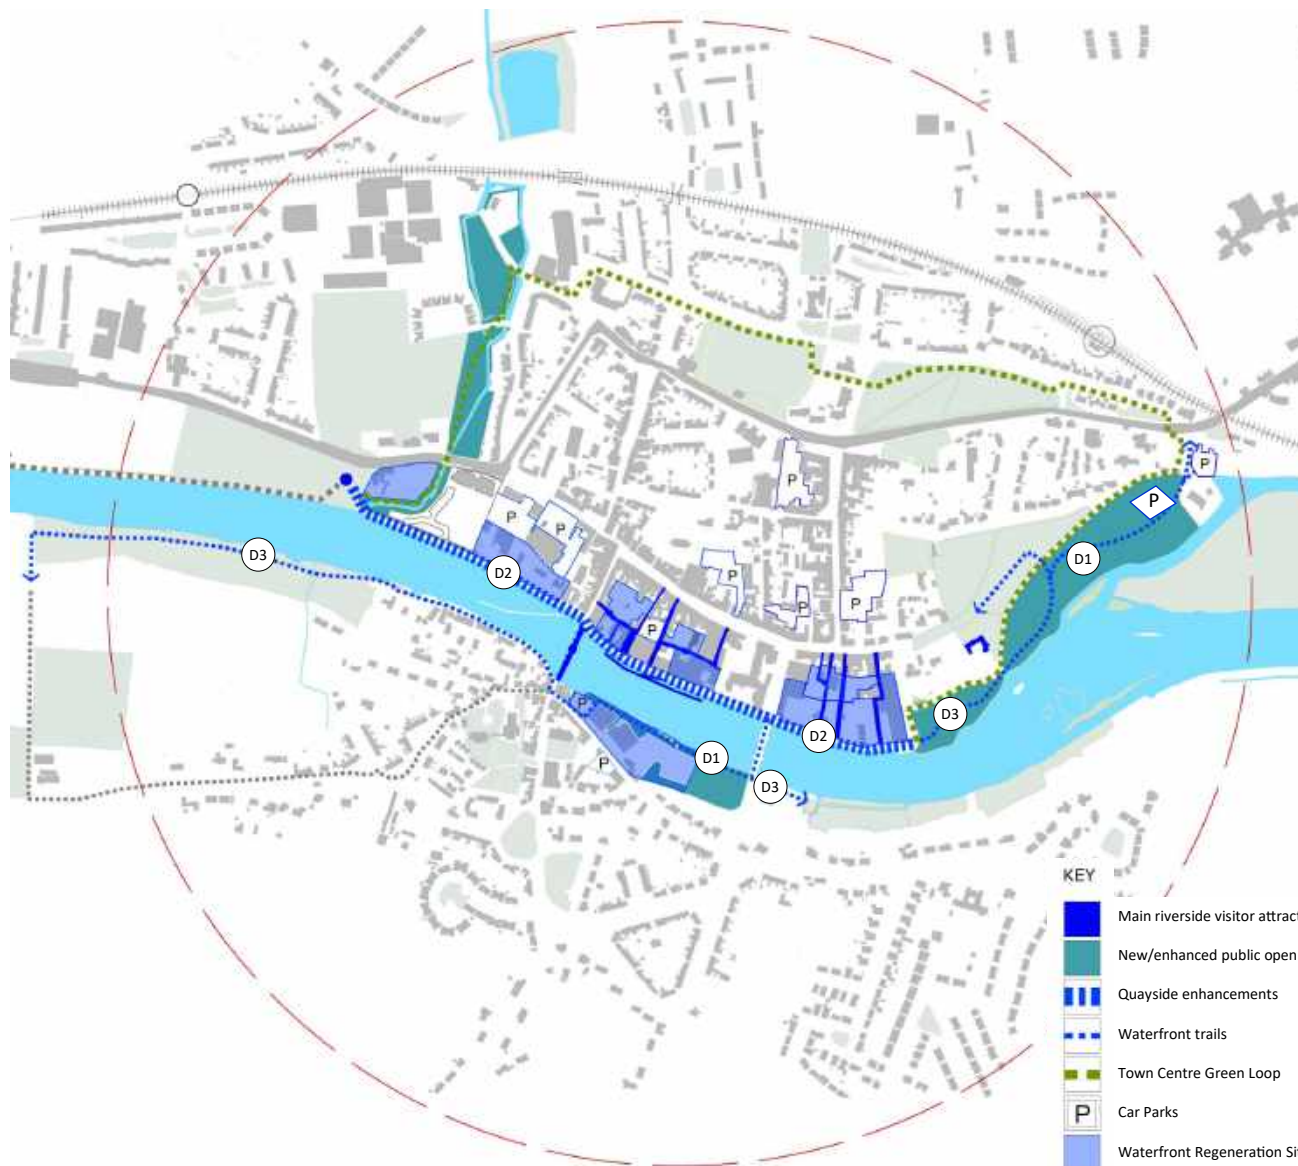 P
P
P
P
D1
D3
D2
P
P
P
P
P
D3
P
D2
D1
P
D3
KEY
Main riverside visitor attract
New/enhanced public open
Quayside enhancements
Waterfront trails
Town Centre Green Loop
P Car Parks
Waterfront Regeneration Sit